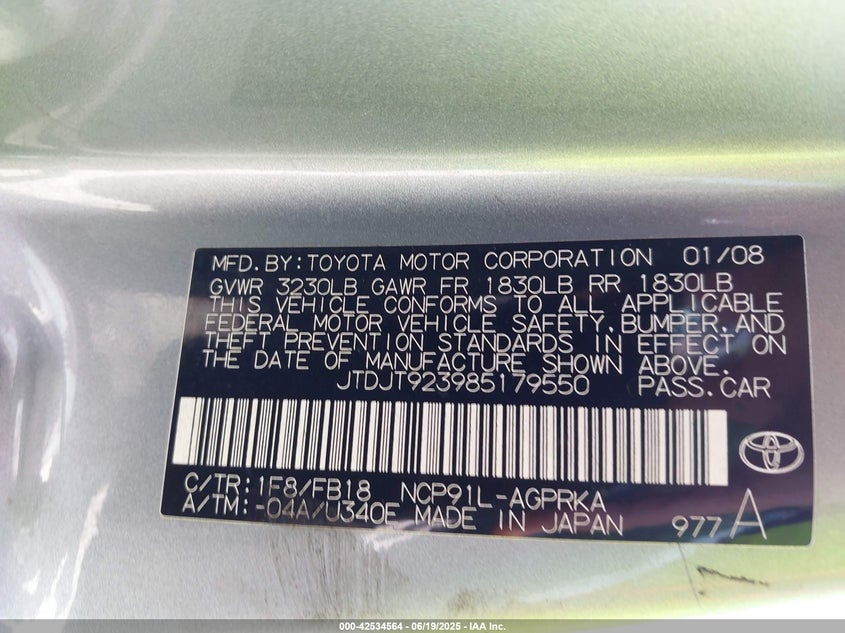 MFD. BY: TOYOTA MOTOR CORPORATION 01/08
GVWR 3230LB GAWR FR 1830LB RR 1830LB
THIS VEHICLE CONFORMS TO ALL APPLICABLE
FEDERAL MOTOR VEHICLE SAFETY, BUMPER, AND
THEFT PREVENTION STANDARDS IN EFFECT ON
THE DATE OF MANUFACTURE SHOWN ABOVE.
JTDJT923985179550 PASS. CAR
C/TR: 1F8/FB18 NCP91L-AGPRKA
A/TM: -04A/U340E MADE IN JAPAN 977 A
000-42534564 / 06/19/2025 - IAA Inc.